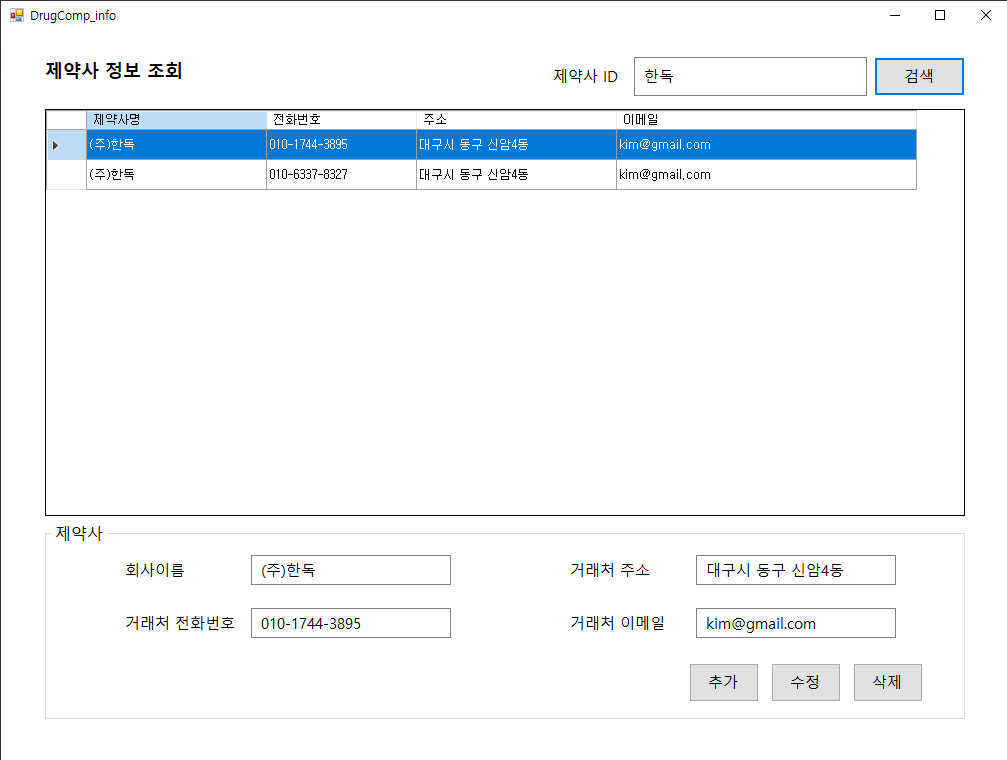 DrugComp_info
제약사 정보 조회
제약사 ID 한독 검색
제약사명 전화번호 주소 이메일
(주)한독 010-1744-3895 대구시 동구 신암4동 kim@gmail.com
(주)한독 010-6337-8327 대구시 동구 신암4동 kim@gmail.com
제약사
회사이름 (주)한독 거래처 주소 대구시 동구 신암4동
거래처 전화번호 010-1744-3895 거래처 이메일 kim@gmail.com
추가 수정 삭제